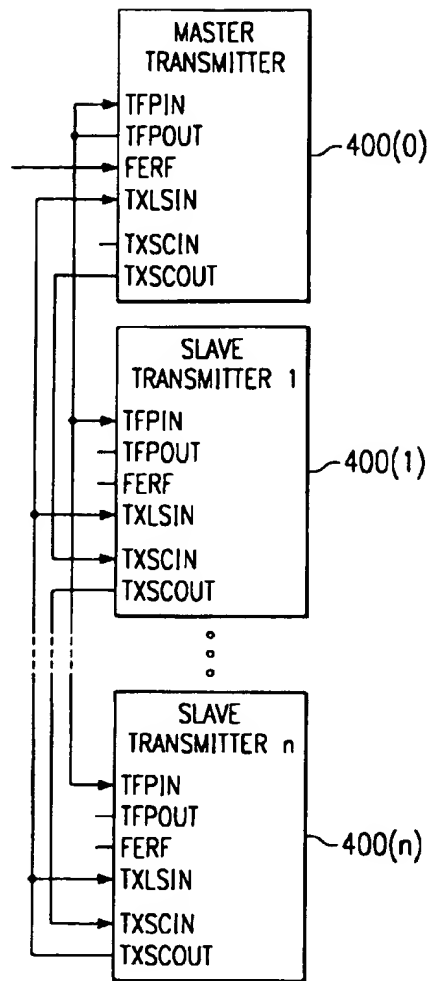 MASTER
TRANSMITTER
TFPIN
TFPOUT
FERF
TXLSIN
TXSCIN
TXSCOUT
400(0)
SLAVE
TRANSMITTER 1
TFPIN
TFPOUT
FERF
TXLSIN
TXSCIN
TXSCOUT
400(1)
SLAVE
TRANSMITTER n
TFPIN
TFPOUT
FERF
TXLSIN
TXSCIN
TXSCOUT
400(n)